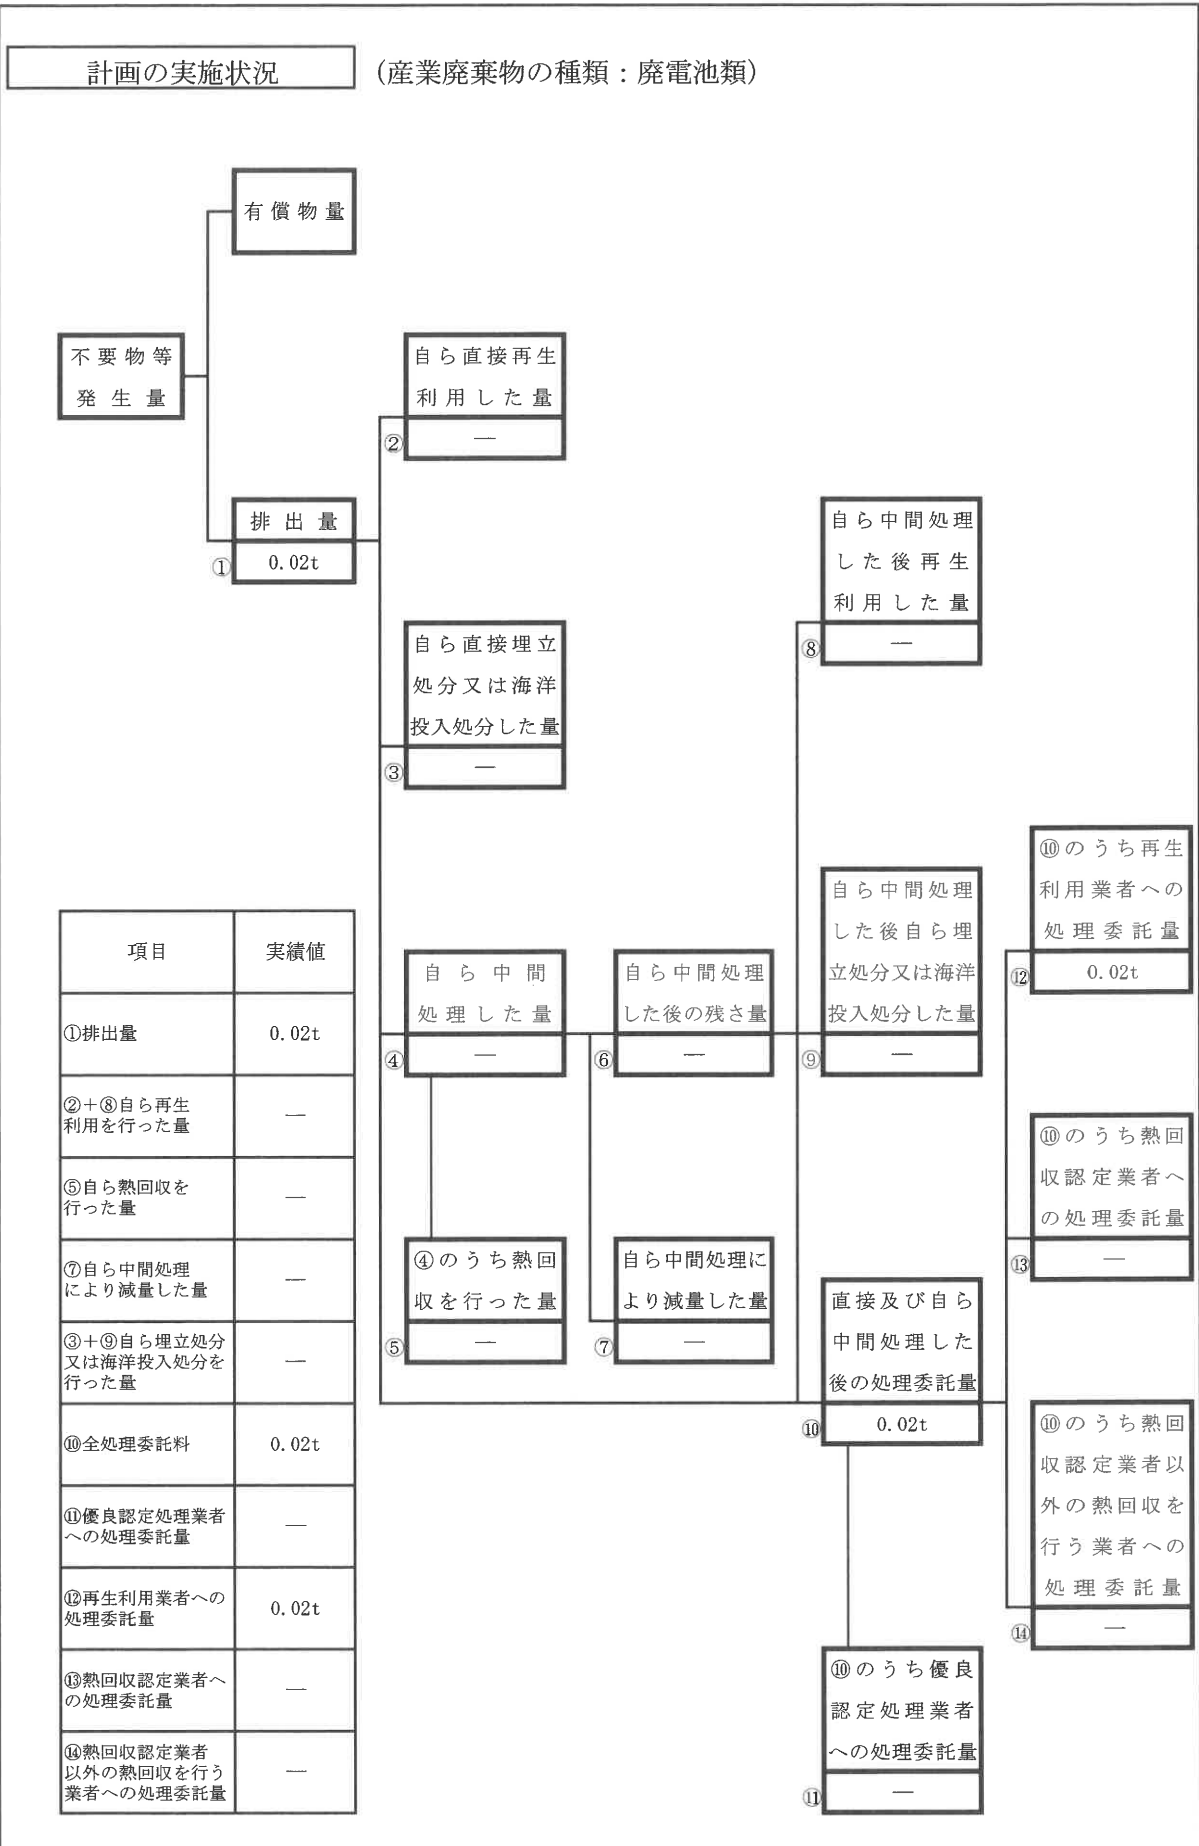 計画の実施状況
（産業廃棄物の種類：廃電池類）
有償物量
不要物等
発生量
排出量
① 0.02t
自ら直接再生
利用した量
② ―
自ら直接埋立
処分又は海洋
投入処分した量
③ ―
自ら中間
処理した量
④ ―
④のうち熱回
収を行った量
⑤ ―
自ら中間処理
した後の残さ量
⑥ ―
自ら中間処理に
より減量した量
⑦ ―
自ら中間処理
した後再生
利用した量
⑧ ―
自ら中間処理
した後自ら埋
立処分又は海洋
投入処分した量
⑨ ―
直接及び自ら
中間処理した
後の処理委託量
⑩ 0.02t
⑩のうち優良
認定処理業者
への処理委託量
⑪ ―
⑩のうち再生
利用業者への
処理委託量
⑫ 0.02t
⑩のうち熱回
収認定業者へ
の処理委託量
⑬ ―
⑩のうち熱回
収認定業者以
外の熱回収を
行う業者への
処理委託量
⑭ ―
項目 実績値
①排出量 0.02t
②＋⑧自ら再生
利用を行った量 ―
⑤自ら熱回収を
行った量 ―
⑦自ら中間処理
により減量した量 ―
③＋⑨自ら埋立処分
又は海洋投入処分を
行った量 ―
⑩全処理委託料 0.02t
⑪優良認定処理業者
への処理委託量 ―
⑫再生利用業者への
処理委託量 0.02t
⑬熱回収認定業者へ
の処理委託量 ―
⑭熱回収認定業者
以外の熱回収を行う
業者への処理委託量 ―